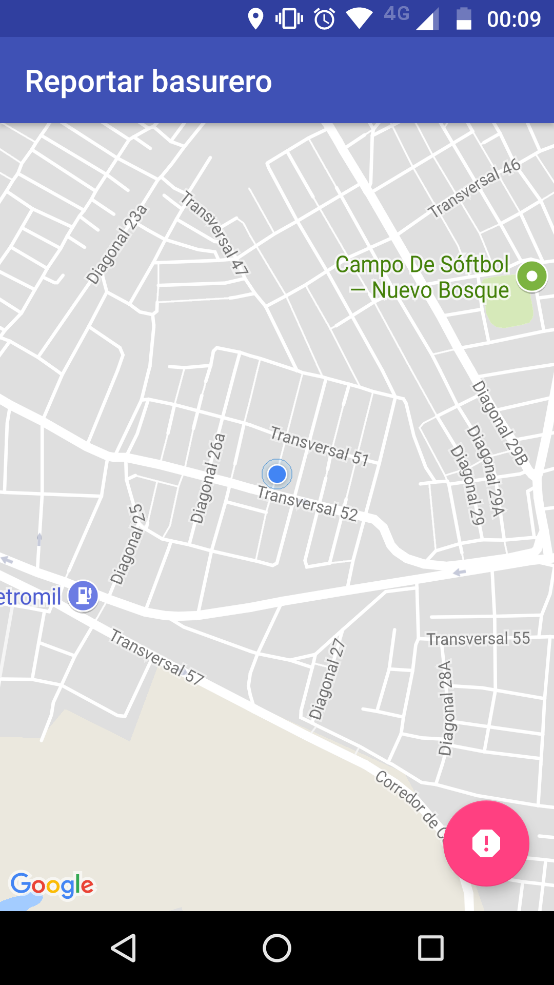 4G 00:09
Reportar basurero
Transversal 46
Diagonal 23a
Transversal 47
Campo De Sóftbol
– Nuevo Bosque
Diagonal 29B
Transversal 51
Diagonal 26a
Diagonal 29A
Diagonal 29
Transversal 52
Diagonal 25
etromil
Transversal 55
Transversal 57
Diagonal 27
Diagonal 28A
Corredor de C
Google